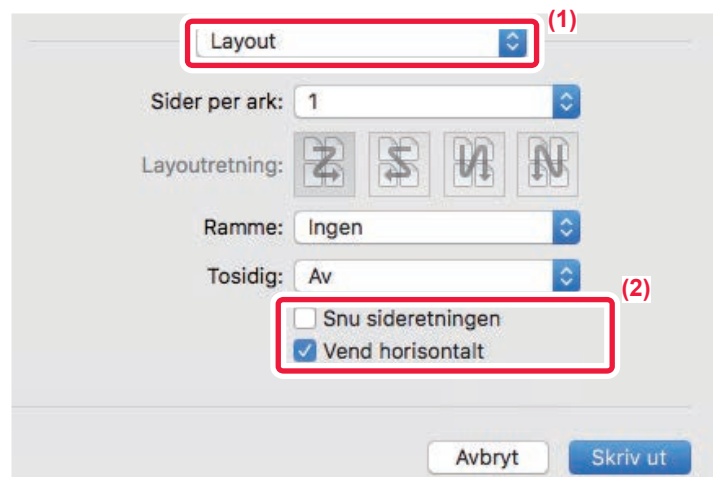 (1)
Layout
Sider per ark: 1
Layoutretning:
Ramme: Ingen
Tosidig: Av
(2)
Snu sideretningen
Vend horisontalt
Avbryt Skriv ut